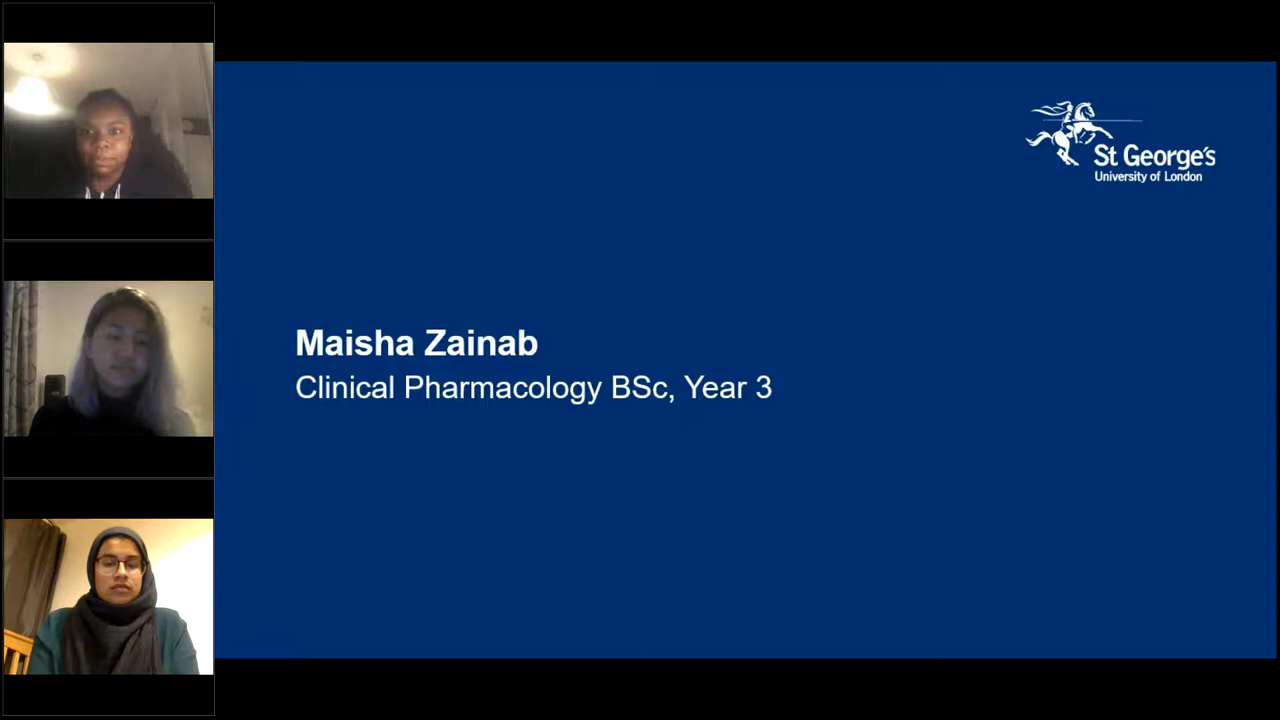 St George's
University of London
Maisha Zainab
Clinical Pharmacology BSc, Year 3